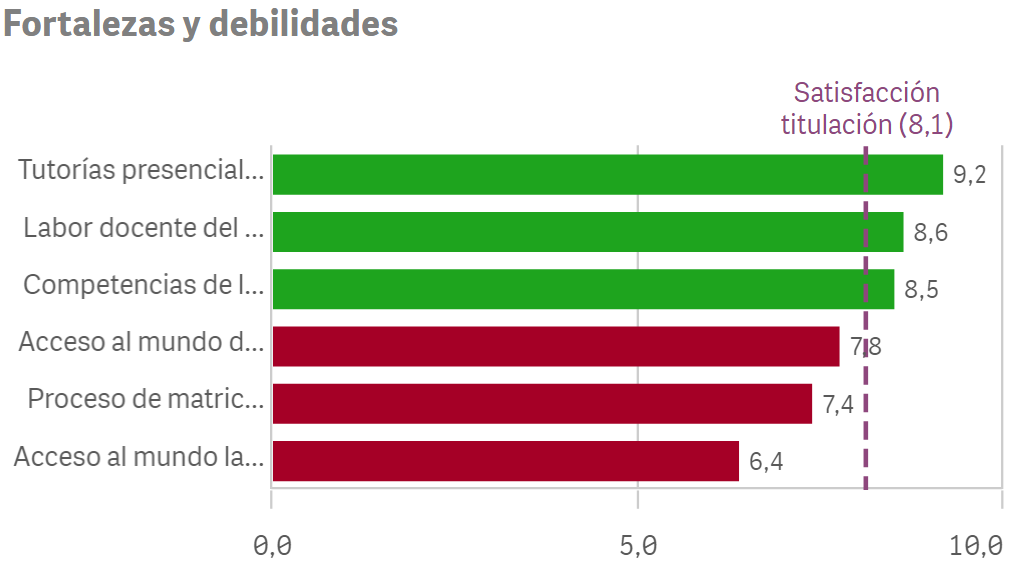 Fortalezas y debilidades
Satisfacción
titulación (8,1)
Tutorías presencial... 9,2
Labor docente del ... 8,6
Competencias de l... 8,5
Acceso al mundo d... 7,8
Proceso de matric... 7,4
Acceso al mundo la... 6,4
0,0 5,0 10,0